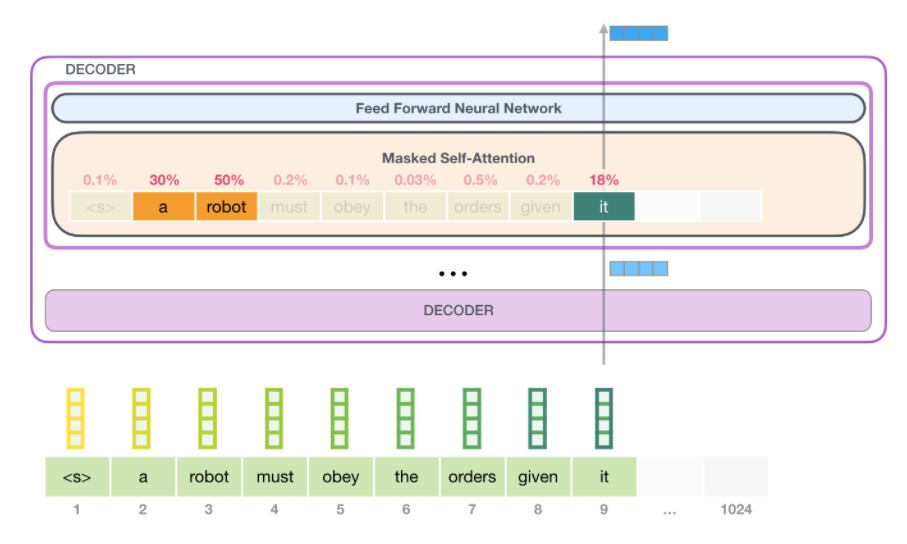 DECODER
Feed Forward Neural Network
Masked Self-Attention
0.1% 30% 50% 0.2% 0.1% 0.03% 0.5% 0.2% 18%
<s> a robot must obey the orders given it
...
DECODER
<s> a robot must obey the orders given it
1 2 3 4 5 6 7 8 9 ... 1024